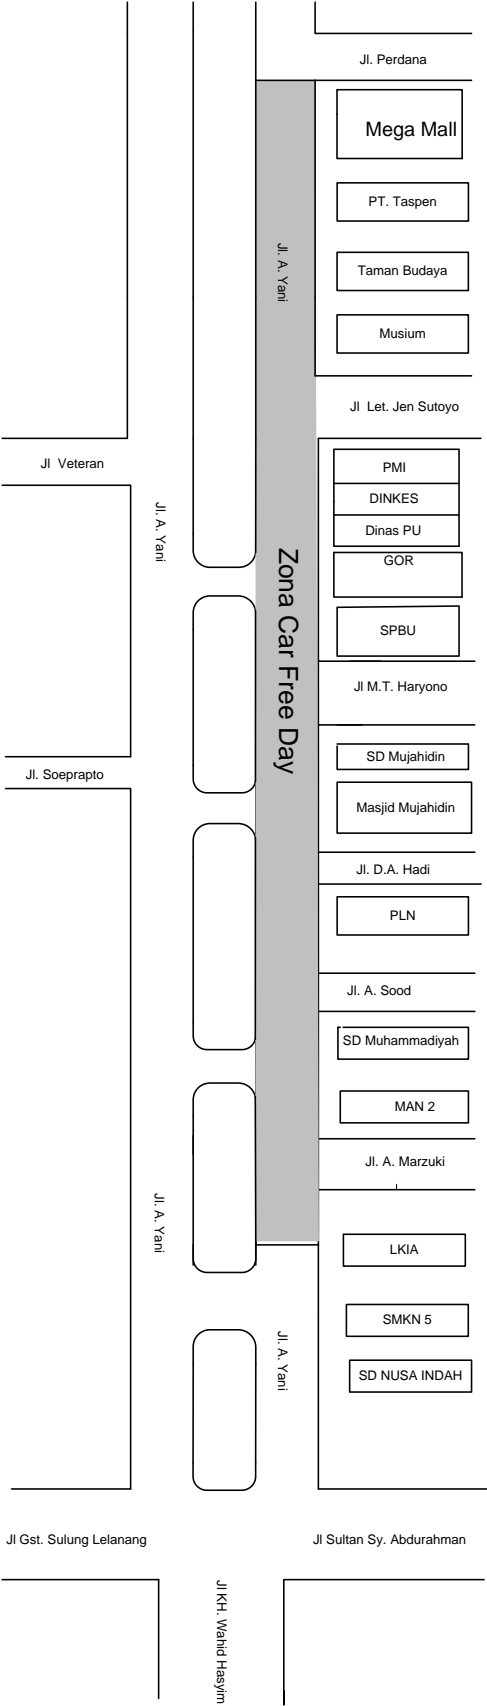 Jl. Perdana
Mega Mall
PT. Taspen
Jl. A. Yani
Taman Budaya
Musium
Jl Let. Jen Sutoyo
Jl Veteran
PMI
DINKES
Jl. A. Yani
Dinas PU
GOR
Zona Car Free Day
SPBU
Jl M.T. Haryono
SD Mujahidin
Jl. Soeprapto
Masjid Mujahidin
Jl. D.A. Hadi
PLN
Jl. A. Sood
SD Muhammadiyah
MAN 2
Jl. A. Marzuki
Jl. A. Yani
LKIA
SMKN 5
Jl. A. Yani
SD NUSA INDAH
Jl Gst. Sulung Lelanang
Jl Sultan Sy. Abdurahman
Jl KH. Wahid Hasyim